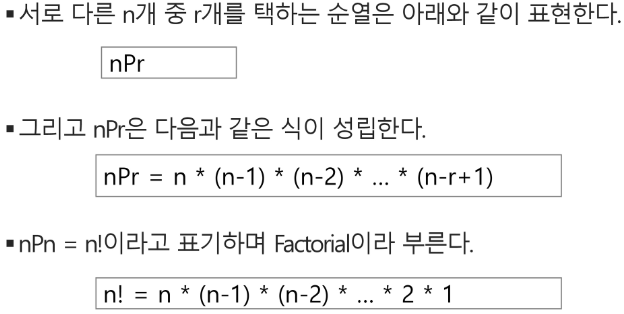 ▪ 서로 다른 n개 중 r개를 택하는 순열은 아래와 같이 표현한다.
nPr
▪ 그리고 nPr은 다음과 같은 식이 성립한다.
nPr = n * (n-1) * (n-2) * ... * (n-r+1)
▪ nPn = n!이라고 표기하며 Factorial이라 부른다.
n! = n * (n-1) * (n-2) * ... * 2 * 1